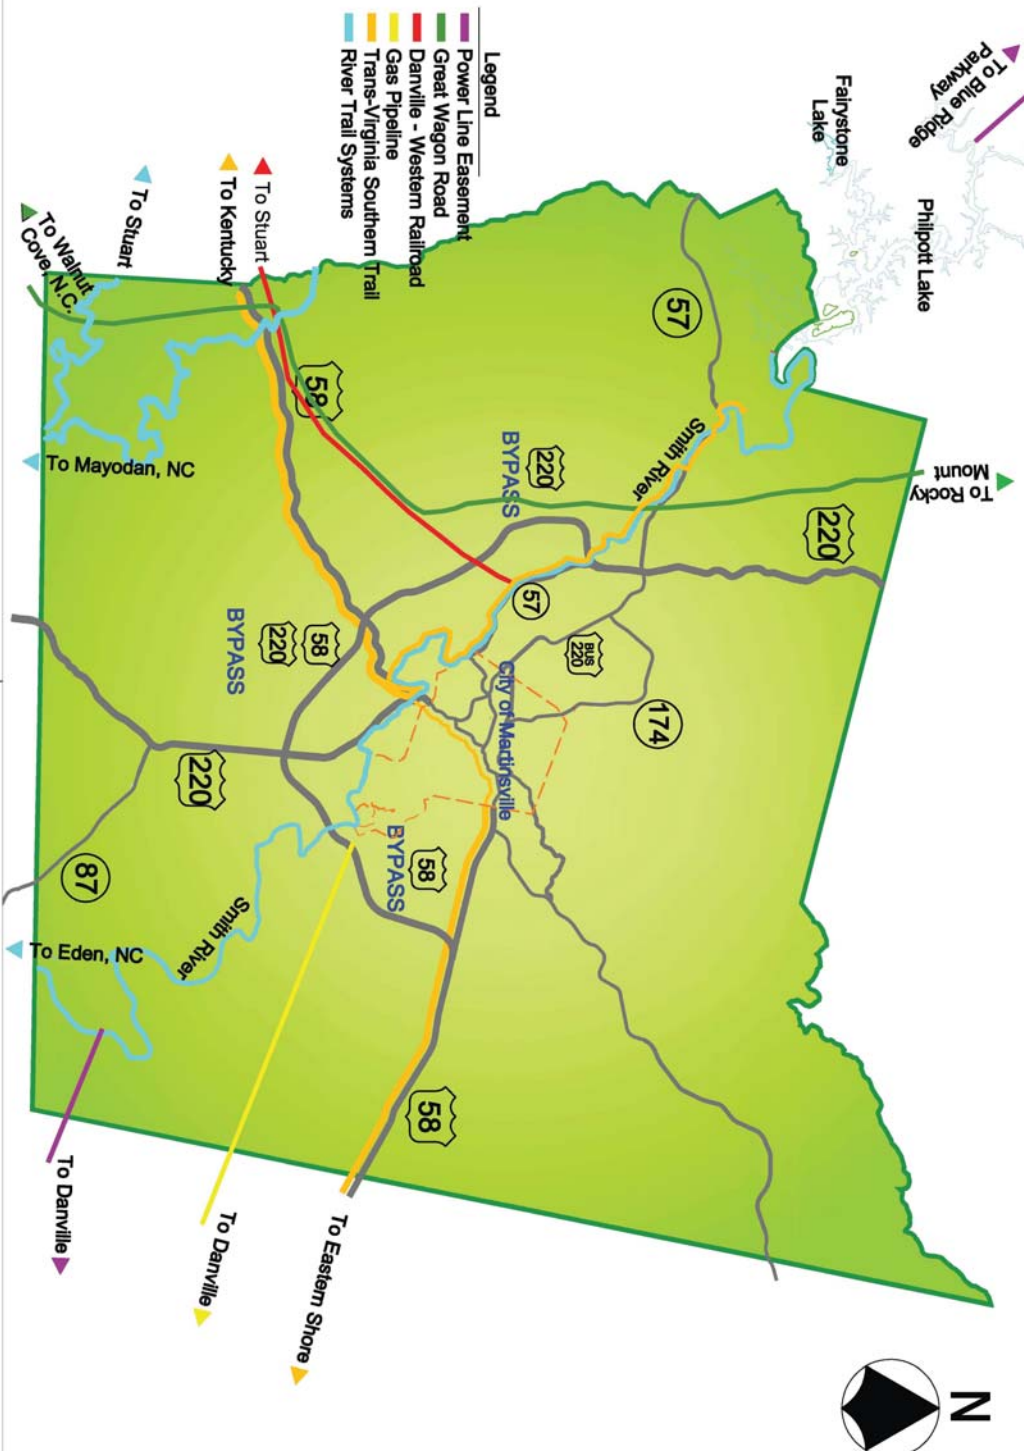 To Blue Ridge
Parkway
Fairystone
Lake
Philpott Lake
To Rocky
Mount
N
57
220
Smith River
220
BYPASS
Legend
Power Line Easement
Great Wagon Road
Danville - Western Railroad
Gas Pipeline
Trans-Virginia Southern Trail
River Trail Systems
58
57
BUS
220
174
City of Martinsville
To Stuart
To Kentucky
To Stuart
To Walnut
Cove, N.C.
To Mayodan, NC
58
220
BYPASS
58
BYPASS
220
87
Smith River
To Eden, NC
58
To Eastern Shore
To Danville
To Danville